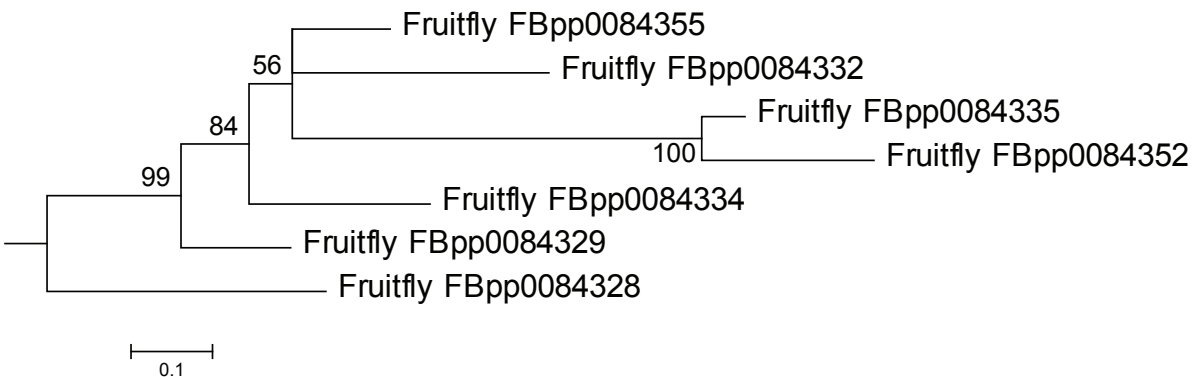 Fruitfly FBpp0084355
56
Fruitfly FBpp0084332
Fruitfly FBpp0084335
84
100
Fruitfly FBpp0084352
99
Fruitfly FBpp0084334
Fruitfly FBpp0084329
Fruitfly FBpp0084328
0.1